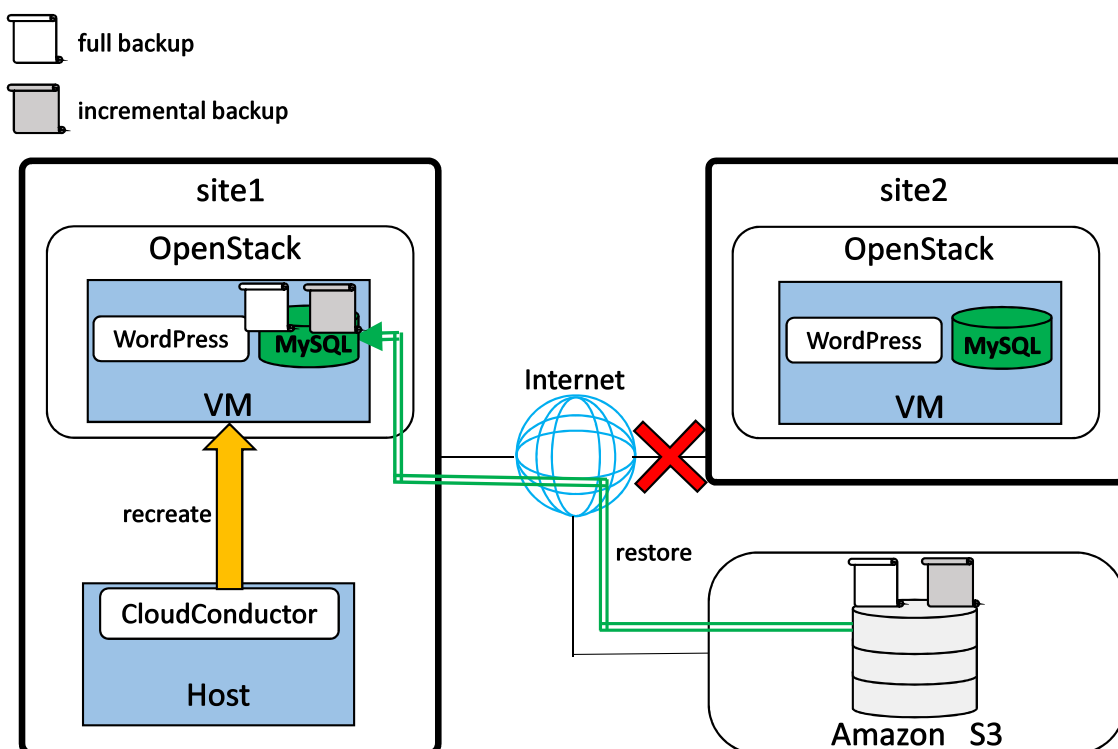 full backup
incremental backup
site1
OpenStack
WordPress
MySQL
VM
recreate
CloudConductor
Host
Internet
restore
site2
OpenStack
WordPress
MySQL
VM
Amazon S3